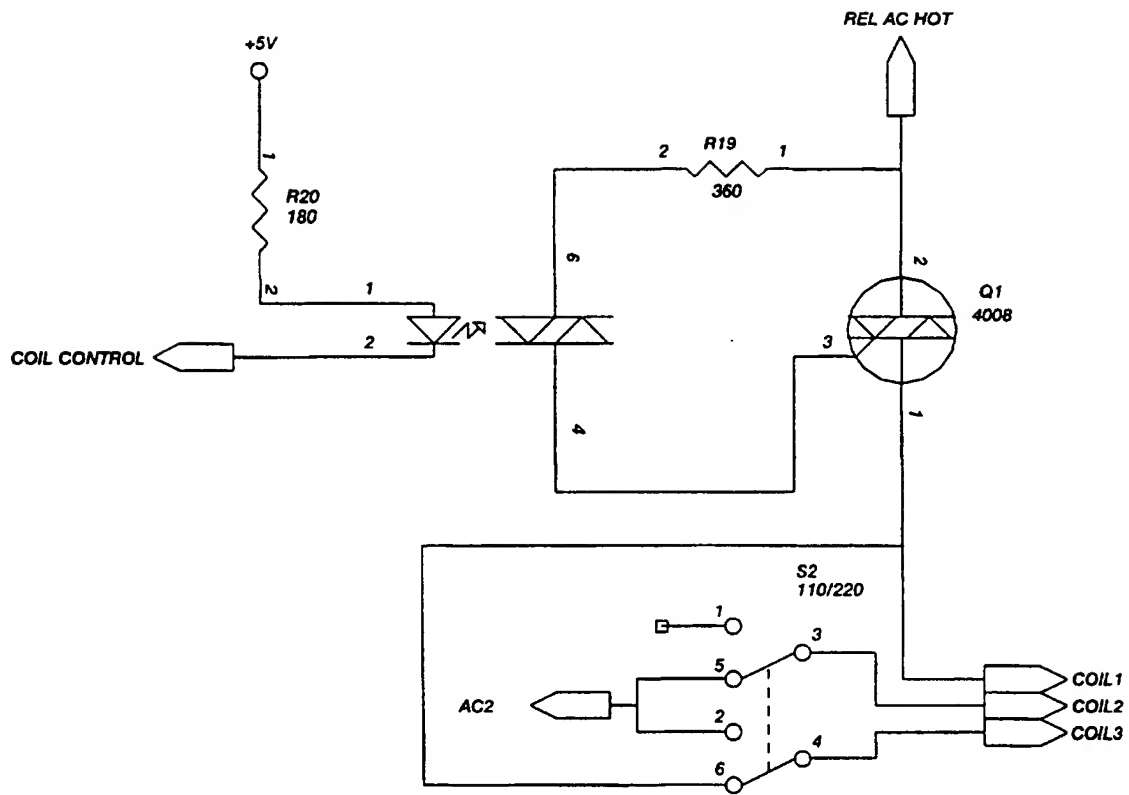 REL AC HOT
+5V
2 R19 1
360
1
R20
180
2
1
6
2
Q1
4008
COIL CONTROL
2
3
4
1
S2
110/220
1
3
5
COIL1
AC2
COIL2
2
COIL3
4
6